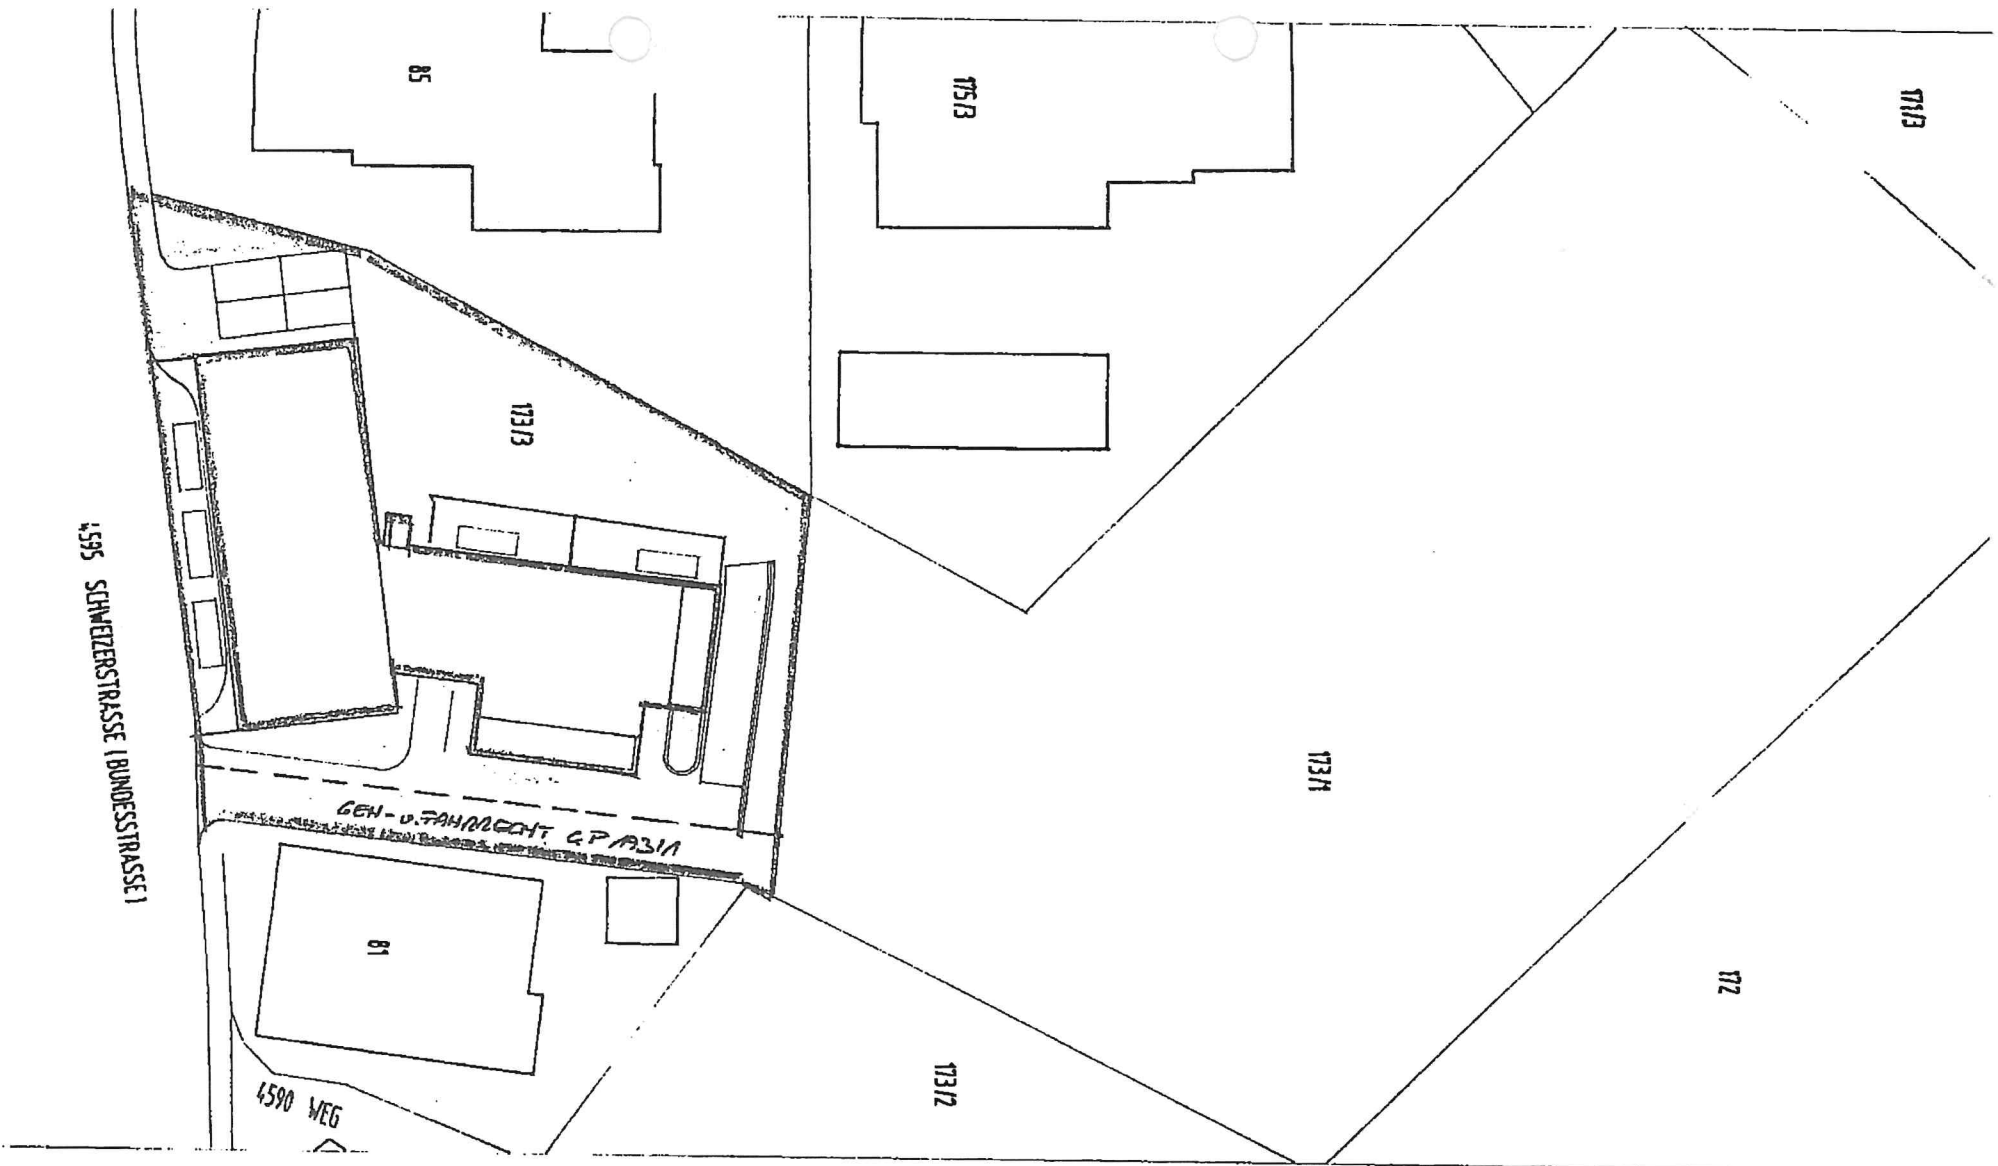 85
175/3
171/3
173/3
4595 SCHWEIZERSTRASSE (BUNDESSTRASSE)
173/1
GEH- u. FAHRRECHT GP 173/1
81
172
173/2
4590 WEG